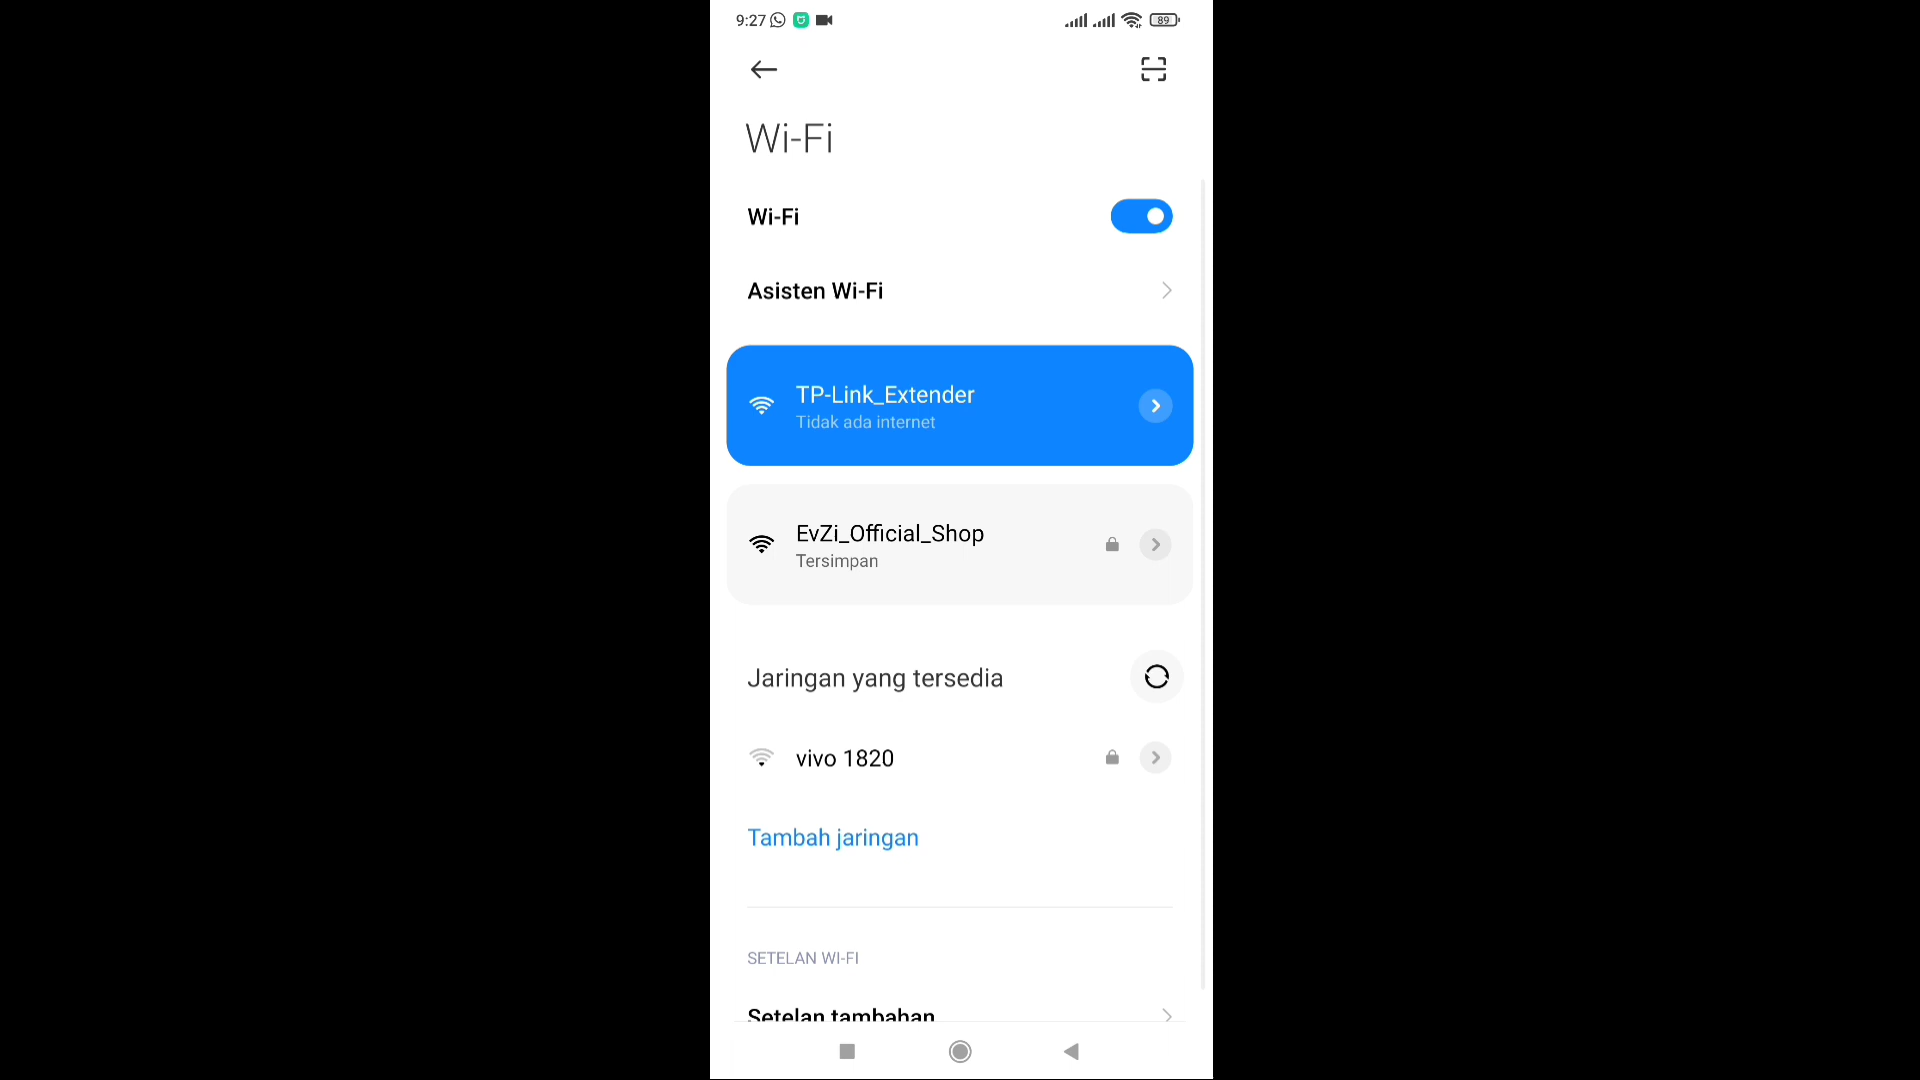 9:27
89
Wi-Fi
Wi-Fi
Asisten Wi-Fi
TP-Link_Extender
Tidak ada internet
EvZi_Official_Shop
Tersimpan
Jaringan yang tersedia
vivo 1820
Tambah jaringan
SETELAN WI-FI
Setelan tambahan